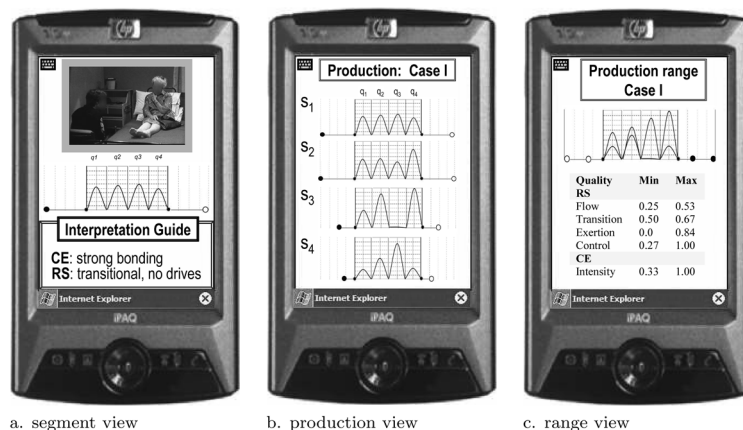 hp
q1 q2 q3 q4
Interpretation Guide
CE: strong bonding
RS: transitional, no drives
Internet Explorer
iPAQ
a. segment view
hp
Production: Case I
q1 q2 q3 q4
S1
S2
S3
S4
Internet Explorer
iPAQ
b. production view
hp
Production range
Case I
Quality Min Max
RS
Flow 0.25 0.53
Transition 0.50 0.67
Exertion 0.0 0.84
Control 0.27 1.00
CE
Intensity 0.33 1.00
Internet Explorer
iPAQ
c. range view